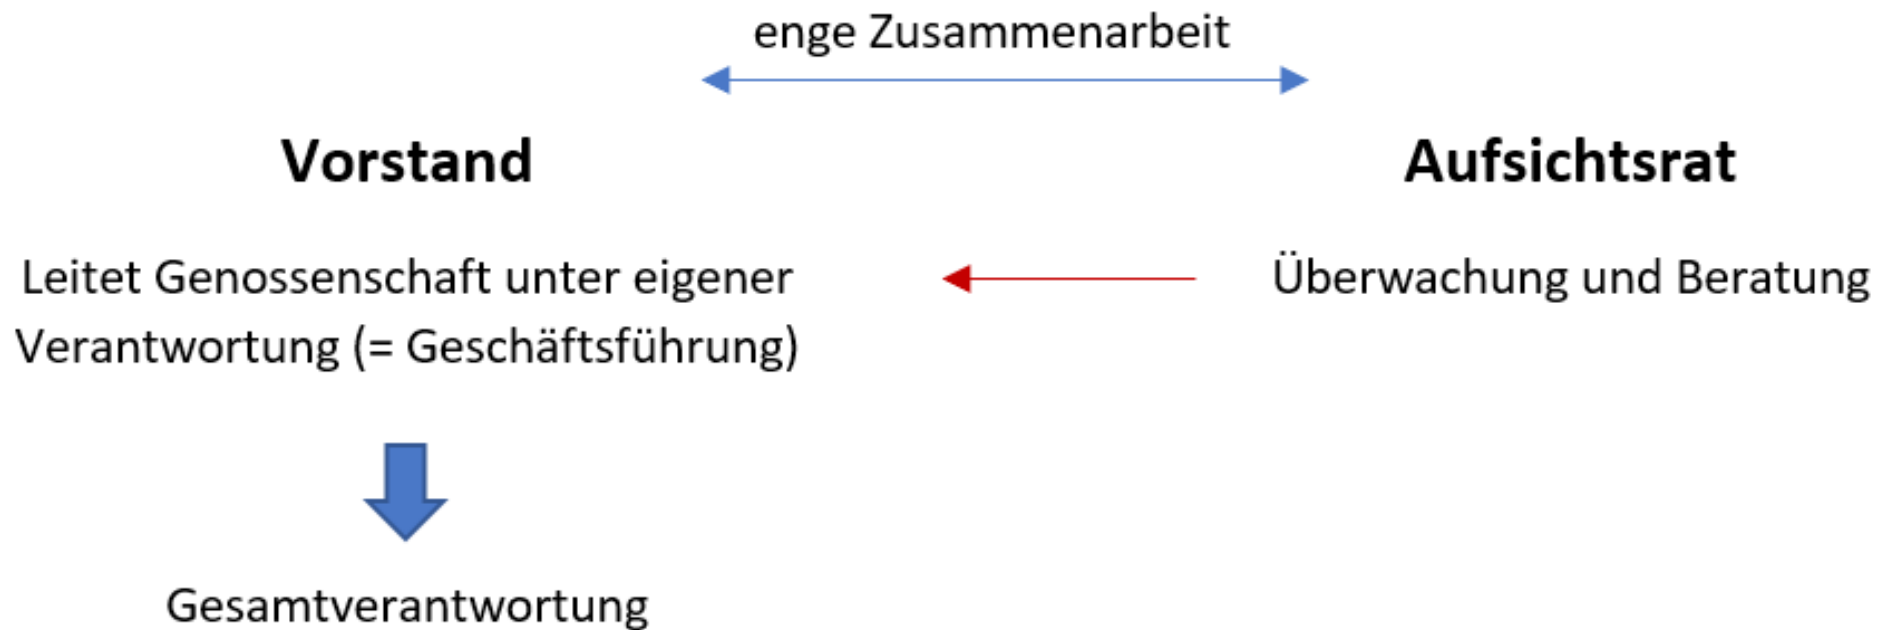 enge Zusammenarbeit
Vorstand
Aufsichtsrat
Leitet Genossenschaft unter eigener
Verantwortung (= Geschäftsführung)
Überwachung und Beratung
Gesamtverantwortung